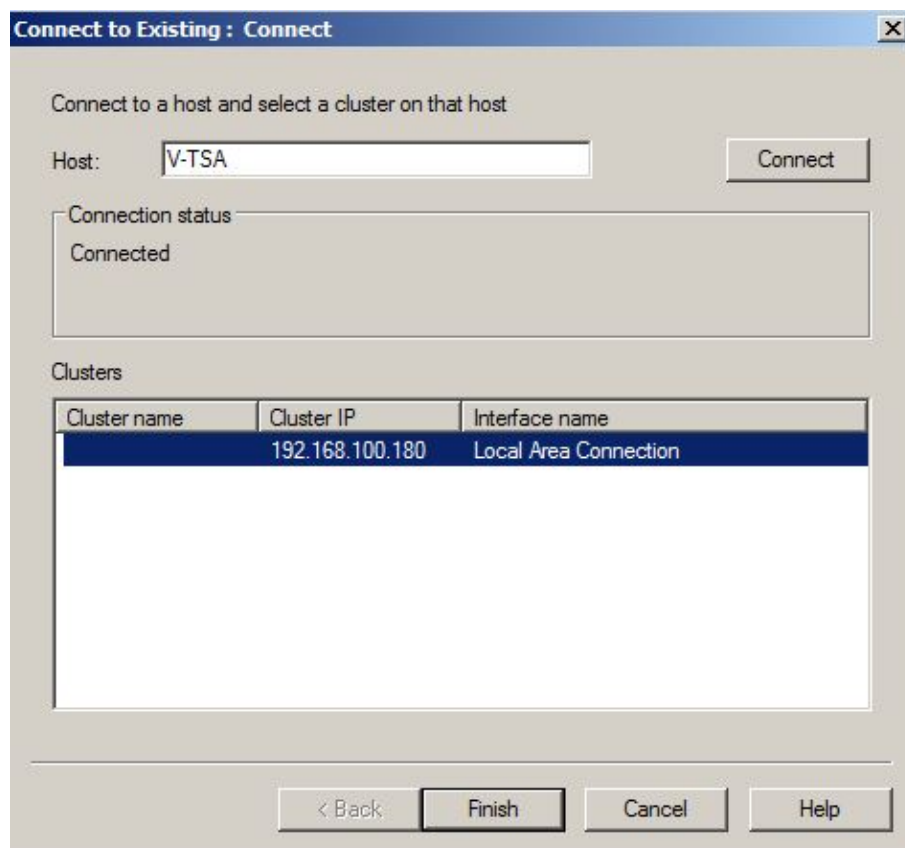 Connect to Existing : Connect
Connect to a host and select a cluster on that host
Host: V-TSA Connect
Connection status
Connected
Clusters
Cluster name Cluster IP Interface name
192.168.100.180 Local Area Connection
< Back Finish Cancel Help